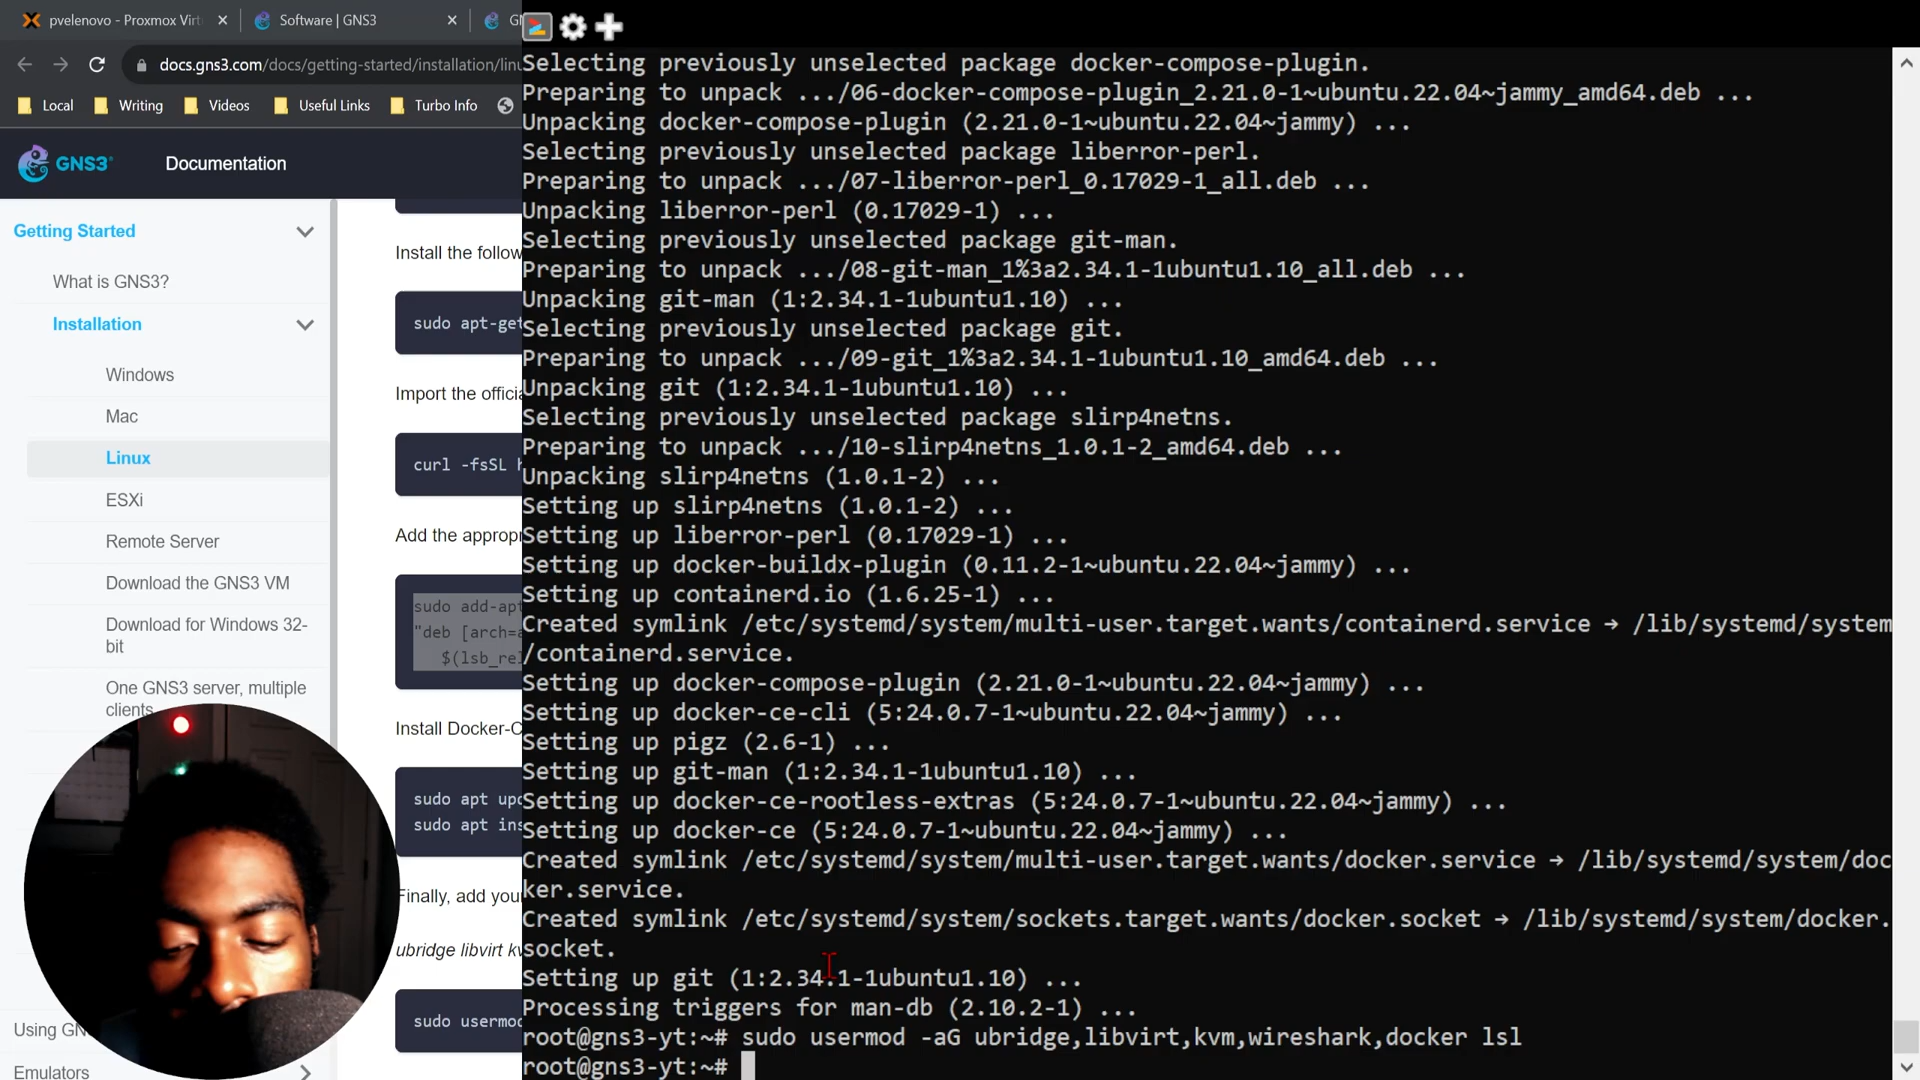 pvelenovo - Proxmox Virt
Software | GNS3
docs.gns3.com/docs/getting-started/installation/linu
Local
Writing
Videos
Useful Links
Turbo Info
GNS3
Documentation
Getting Started
What is GNS3?
Installation
Windows
Mac
Linux
ESXi
Remote Server
Download the GNS3 VM
Download for Windows 32-
bit
One GNS3 server, multiple
clients
Using GN
Emulators
Install the follow
sudo apt-get
Import the officia
curl -fsSL h
Add the approp
sudo add-apt
"deb [arch=a
$(lsb_rel
Install Docker-C
sudo apt upd
sudo apt ins
Finally, add you
ubridge libvirt kv
sudo usermod
Selecting previously unselected package docker-compose-plugin.
Preparing to unpack .../06-docker-compose-plugin_2.21.0-1~ubuntu.22.04~jammy_amd64.deb ...
Unpacking docker-compose-plugin (2.21.0-1~ubuntu.22.04~jammy) ...
Selecting previously unselected package liberror-perl.
Preparing to unpack .../07-liberror-perl_0.17029-1_all.deb ...
Unpacking liberror-perl (0.17029-1) ...
Selecting previously unselected package git-man.
Preparing to unpack .../08-git-man_1%3a2.34.1-1ubuntu1.10_all.deb ...
Unpacking git-man (1:2.34.1-1ubuntu1.10) ...
Selecting previously unselected package git.
Preparing to unpack .../09-git_1%3a2.34.1-1ubuntu1.10_amd64.deb ...
Unpacking git (1:2.34.1-1ubuntu1.10) ...
Selecting previously unselected package slirp4netns.
Preparing to unpack .../10-slirp4netns_1.0.1-2_amd64.deb ...
Unpacking slirp4netns (1.0.1-2) ...
Setting up slirp4netns (1.0.1-2) ...
Setting up liberror-perl (0.17029-1) ...
Setting up docker-buildx-plugin (0.11.2-1~ubuntu.22.04~jammy) ...
Setting up containerd.io (1.6.25-1) ...
Created symlink /etc/systemd/system/multi-user.target.wants/containerd.service → /lib/systemd/system
/containerd.service.
Setting up docker-compose-plugin (2.21.0-1~ubuntu.22.04~jammy) ...
Setting up docker-ce-cli (5:24.0.7-1~ubuntu.22.04~jammy) ...
Setting up pigz (2.6-1) ...
Setting up git-man (1:2.34.1-1ubuntu1.10) ...
Setting up docker-ce-rootless-extras (5:24.0.7-1~ubuntu.22.04~jammy) ...
Setting up docker-ce (5:24.0.7-1~ubuntu.22.04~jammy) ...
Created symlink /etc/systemd/system/multi-user.target.wants/docker.service → /lib/systemd/system/doc
ker.service.
Created symlink /etc/systemd/system/sockets.target.wants/docker.socket → /lib/systemd/system/docker.
socket.
Setting up git (1:2.34.1-1ubuntu1.10) ...
Processing triggers for man-db (2.10.2-1) ...
root@gns3-yt:~# sudo usermod -aG ubridge,libvirt,kvm,wireshark,docker lsl
root@gns3-yt:~#